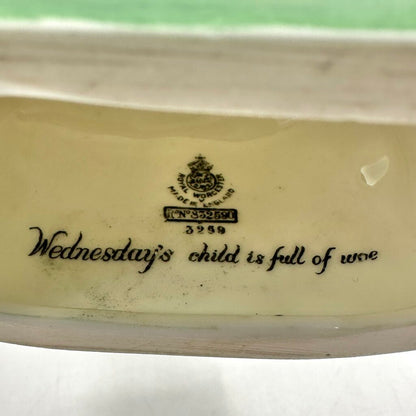 ROYAL WORCESTER
MADE IN ENGLAND
3259
Wednesday's child is full of woe